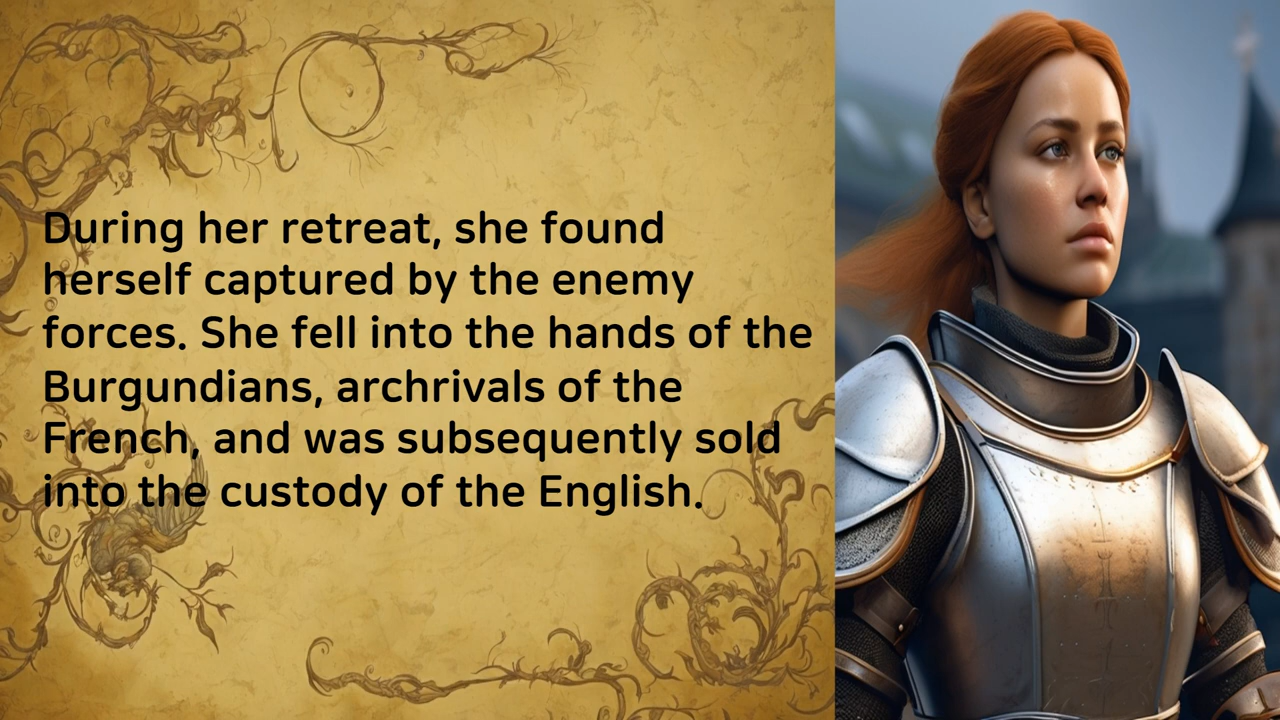 During her retreat, she found
herself captured by the enemy
forces. She fell into the hands of the
Burgundians, archrivals of the
French, and was subsequently sold
into the custody of the English.